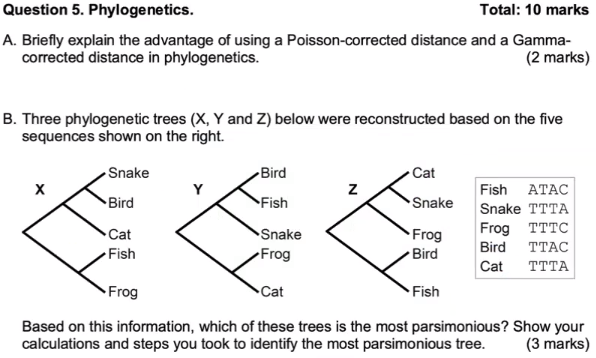 Question 5. Phylogenetics. Total: 10 marks
A. Briefly explain the advantage of using a Poisson-corrected distance and a Gamma-
corrected distance in phylogenetics. (2 marks)
B. Three phylogenetic trees (X, Y and Z) below were reconstructed based on the five
sequences shown on the right.
X
Snake
Bird
Cat
Fish
Frog
Y
Bird
Fish
Snake
Frog
Cat
Z
Cat
Snake
Frog
Bird
Fish
Fish ATAC
Snake TTTA
Frog TTTC
Bird TTAC
Cat TTTA
Based on this information, which of these trees is the most parsimonious? Show your
calculations and steps you took to identify the most parsimonious tree. (3 marks)